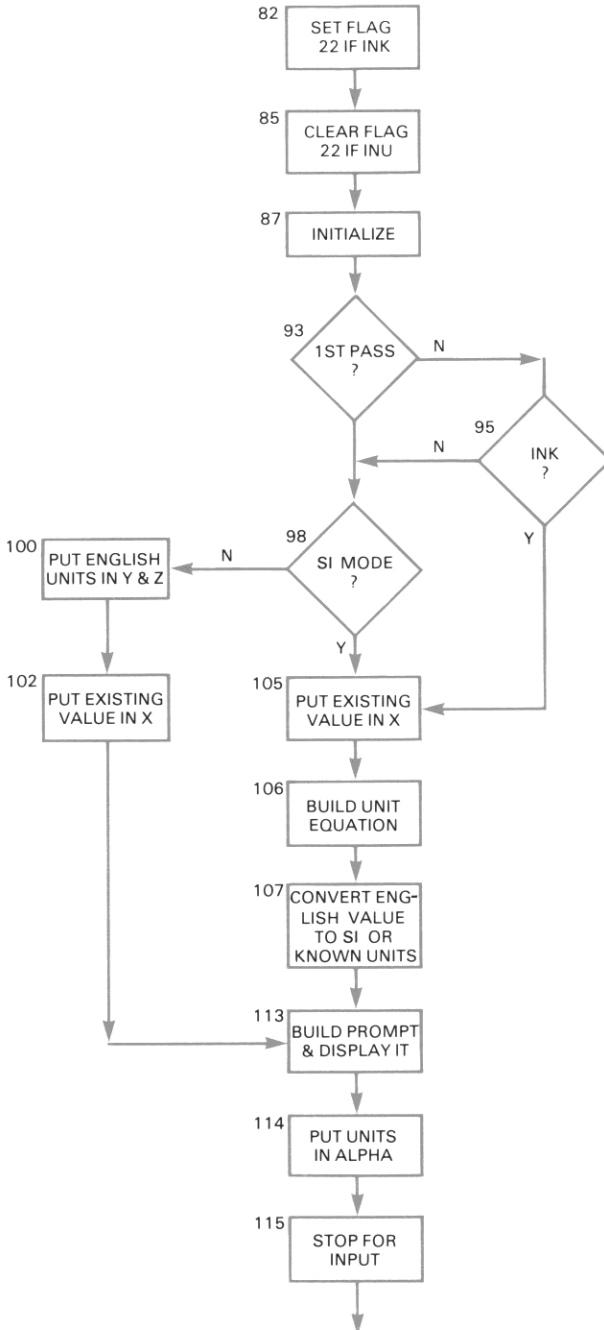 82
SET FLAG
22 IF INK
85
CLEAR FLAG
22 IF INU
87
INITIALIZE
93
1ST PASS
?
N
95
INK
?
N
Y
98
SI MODE
?
N
Y
100
PUT ENGLISH
UNITS IN Y & Z
102
PUT EXISTING
VALUE IN X
105
PUT EXISTING
VALUE IN X
106
BUILD UNIT
EQUATION
107
CONVERT ENG-
LISH VALUE
TO SI OR
KNOWN UNITS
113
BUILD PROMPT
& DISPLAY IT
114
PUT UNITS
IN ALPHA
115
STOP FOR
INPUT